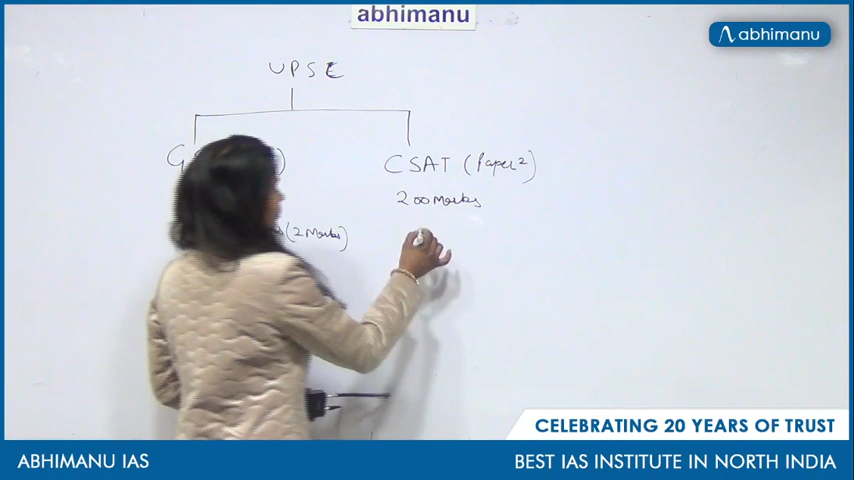 abhimanu
abhimanu
UPSC
G
CSAT (Paper 2)
200 Marks
(2 Marks)
CELEBRATING 20 YEARS OF TRUST
ABHIMANU IAS
BEST IAS INSTITUTE IN NORTH INDIA